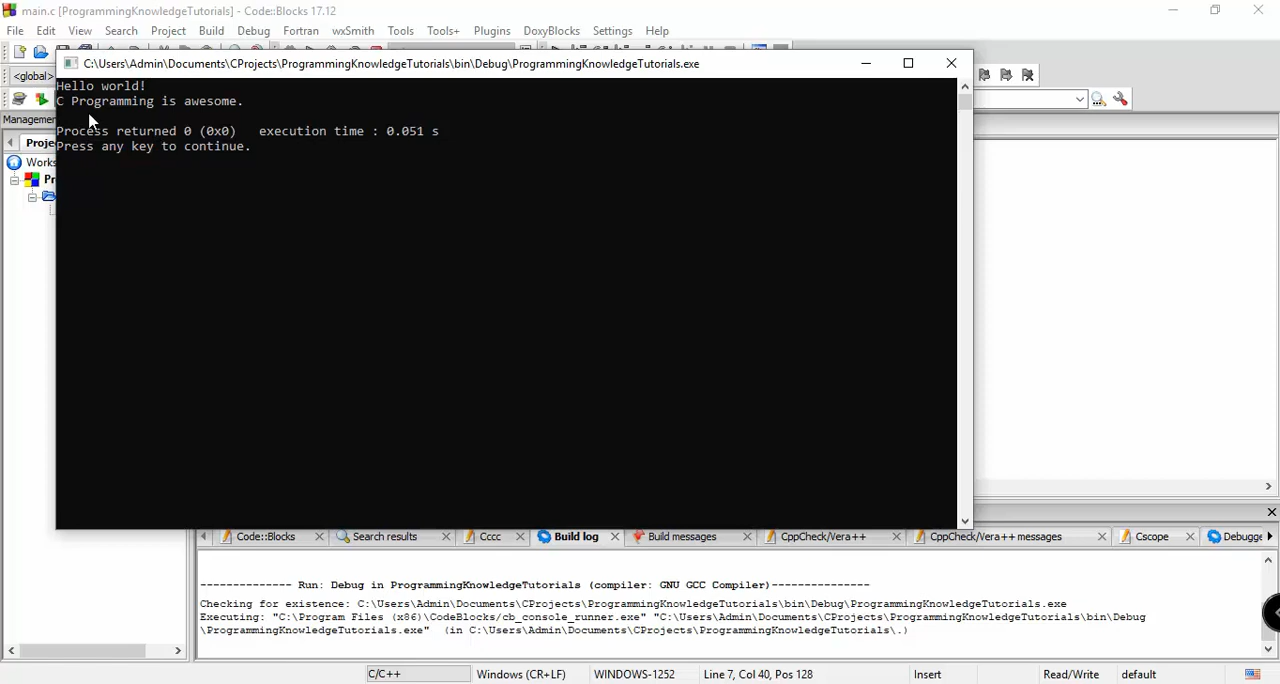 main.c [ProgrammingKnowledgeTutorials] - Code::Blocks 17.12
File Edit View Search Project Build Debug Fortran wxSmith Tools Tools+ Plugins DoxyBlocks Settings Help
C:\Users\Admin\Documents\CProjects\ProgrammingKnowledgeTutorials\bin\Debug\ProgrammingKnowledgeTutorials.exe
<global>
Hello world!
C Programming is awesome.
Management
Process returned 0 (0x0)   execution time : 0.051 s
Proje
Press any key to continue.
Works
Pr
Code::Blocks Search results Cccc Build log Build messages CppCheck/Vera++ CppCheck/Vera++ messages Cscope Debugge
-------------- Run: Debug in ProgrammingKnowledgeTutorials (compiler: GNU GCC Compiler)---------------
Checking for existence: C:\Users\Admin\Documents\CProjects\ProgrammingKnowledgeTutorials\bin\Debug\ProgrammingKnowledgeTutorials.exe
Executing: "C:\Program Files (x86)\CodeBlocks/cb_console_runner.exe" "C:\Users\Admin\Documents\CProjects\ProgrammingKnowledgeTutorials\bin\Debug
\ProgrammingKnowledgeTutorials.exe"  (in C:\Users\Admin\Documents\CProjects\ProgrammingKnowledgeTutorials\.)
C/C++ Windows (CR+LF) WINDOWS-1252 Line 7, Col 40, Pos 128 Insert Read/Write default